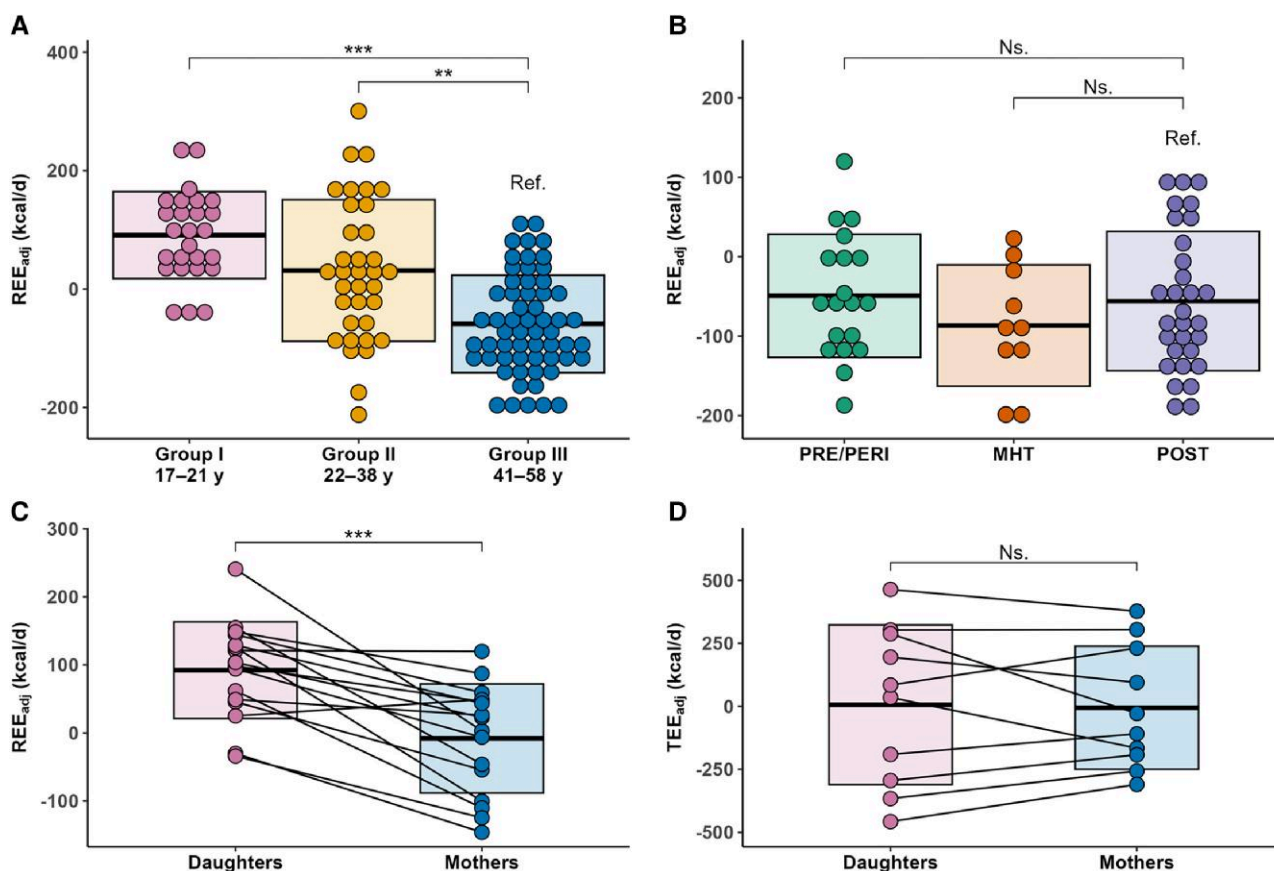 A
REEadj (kcal/d)
400
200
0
-200
***
**
Ref.
Group I
17–21 y
Group II
22–38 y
Group III
41–58 y
B
REEadj (kcal/d)
200
100
0
-100
-200
Ns.
Ns.
Ref.
PRE/PERI
MHT
POST
C
REEadj (kcal/d)
300
200
100
0
-100
***
Daughters
Mothers
D
TEEadj (kcal/d)
500
250
0
-250
-500
Ns.
Daughters
Mothers